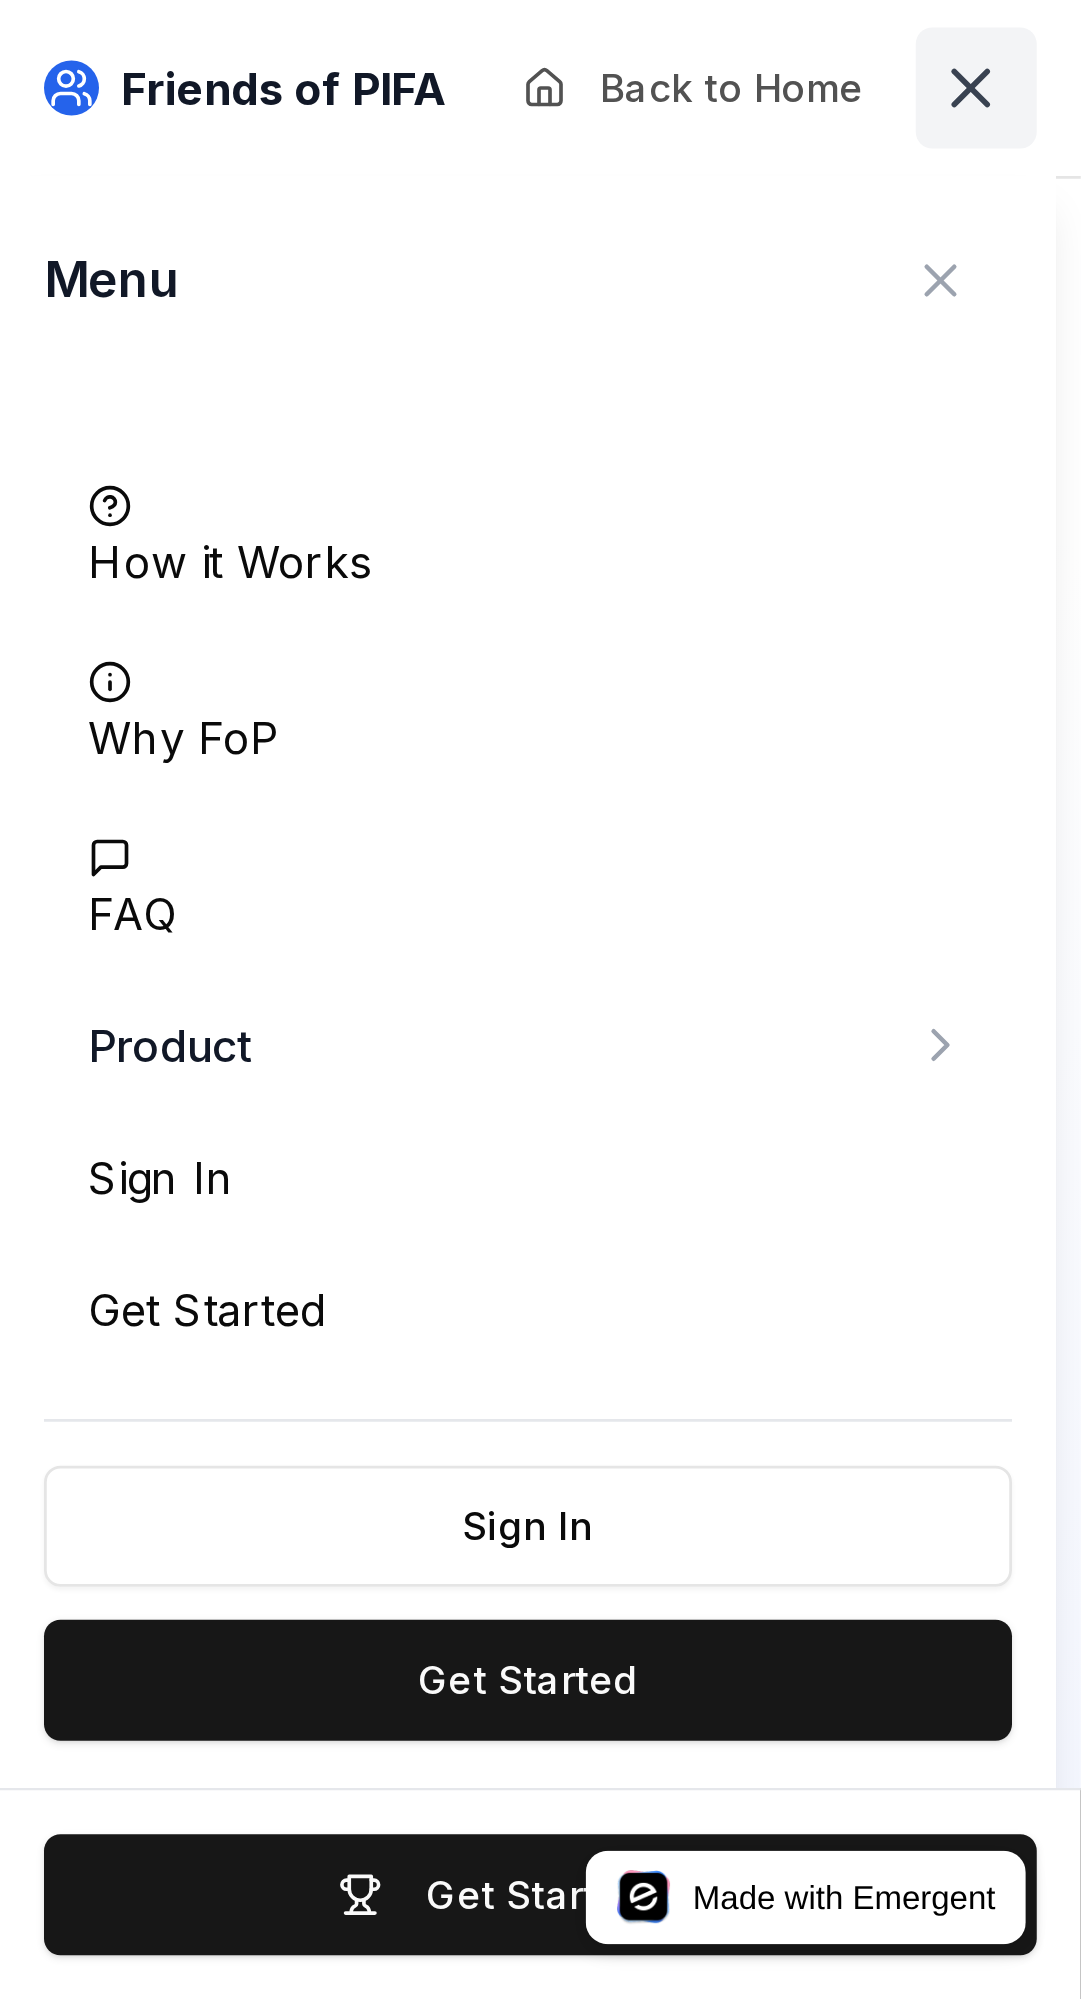 Friends of PIFA
Back to Home
Menu
How it Works
Why FoP
FAQ
Product
Sign In
Get Started
Sign In
Get Started
Get Star
Made with Emergent